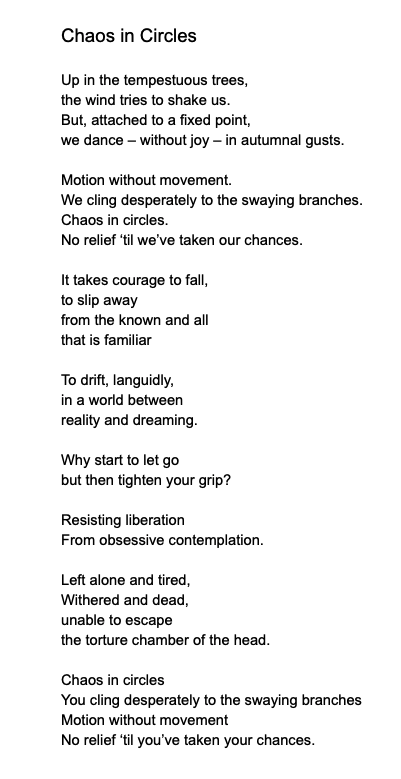 Chaos in Circles
Up in the tempestuous trees,
the wind tries to shake us.
But, attached to a fixed point,
we dance – without joy – in autumnal gusts.
Motion without movement.
We cling desperately to the swaying branches.
Chaos in circles.
No relief ‘til we’ve taken our chances.
It takes courage to fall,
to slip away
from the known and all
that is familiar
To drift, languidly,
in a world between
reality and dreaming.
Why start to let go
but then tighten your grip?
Resisting liberation
From obsessive contemplation.
Left alone and tired,
Withered and dead,
unable to escape
the torture chamber of the head.
Chaos in circles
You cling desperately to the swaying branches
Motion without movement
No relief ‘til you’ve taken your chances.